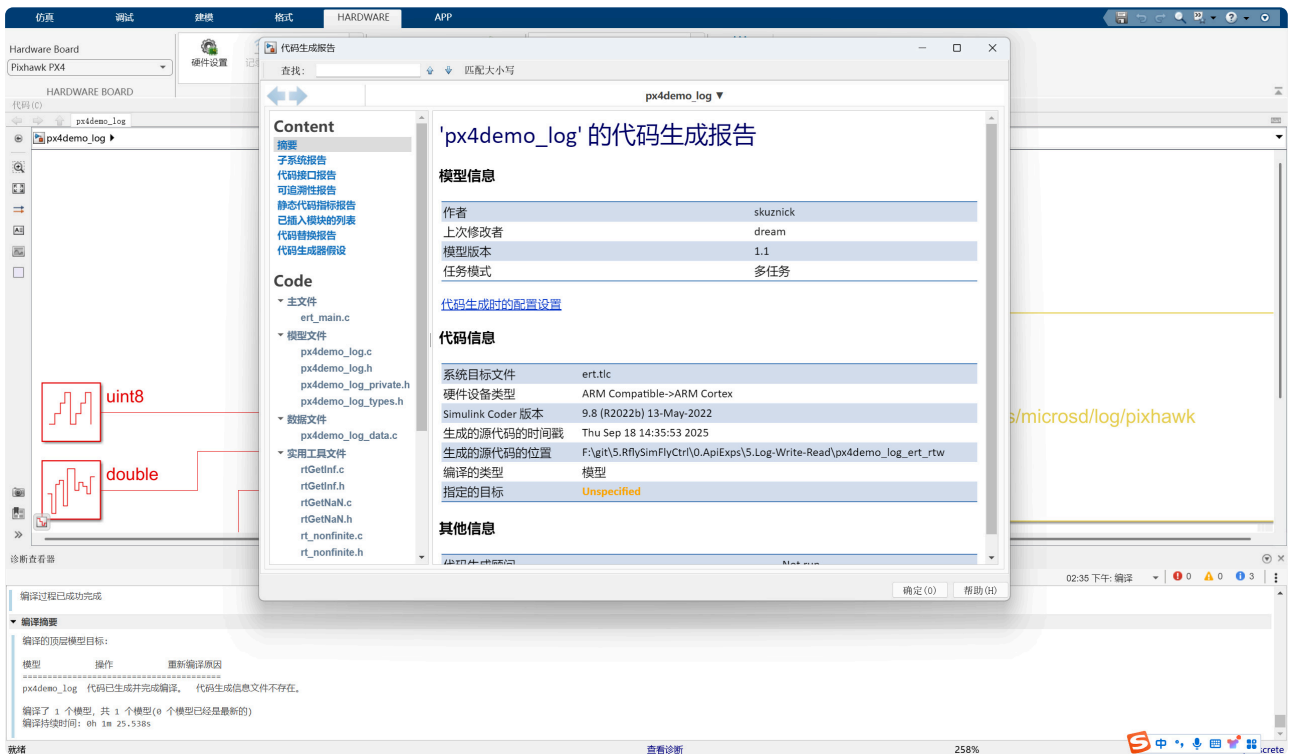 仿真 调试 建模 格式 HARDWARE APP
Hardware Board
Pixhawk PX4
硬件设置
HARDWARE BOARD
代码(C)
px4demo_log
px4demo_log
代码生成报告
查找: 匹配大小写
px4demo_log ▼
Content
摘要
子系统报告
代码接口报告
可追溯性报告
静态代码指标报告
已插入模块的列表
代码替换报告
代码生成器假设
Code
主文件
ert_main.c
模型文件
px4demo_log.c
px4demo_log.h
px4demo_log_private.h
px4demo_log_types.h
数据文件
px4demo_log_data.c
实用工具文件
rtGetInf.c
rtGetInf.h
rtGetNaN.c
rtGetNaN.h
rt_nonfinite.c
rt_nonfinite.h
'px4demo_log' 的代码生成报告
模型信息
作者 skuznick
上次修改者 dream
模型版本 1.1
任务模式 多任务
代码生成时的配置设置
代码信息
系统目标文件 ert.tlc
硬件设备类型 ARM Compatible->ARM Cortex
Simulink Coder 版本 9.8 (R2022b) 13-May-2022
生成的源代码的时间戳 Thu Sep 18 14:35:53 2025
生成的源代码的位置 F:\git\5.RflySimFlyCtrl\0.ApiExps\5.Log-Write-Read\px4demo_log_ert_rtw
编译的类型 模型
指定的目标 Unspecified
其他信息
代码生成顾问 Not run
确定(O) 帮助(H)
uint8
double
s/microsd/log/pixhawk
诊断查看器
02:35 下午: 编译 0 0 3
编译过程已成功完成
编译摘要
编译的顶层模型目标:
模型 操作 重新编译原因
========================================
px4demo_log 代码已生成并完成编译。 代码生成信息文件不存在。
编译了 1 个模型, 共 1 个模型(0 个模型已经是最新的)
编译持续时间: 0h 1m 25.538s
就绪 查看诊断 258% crete
中